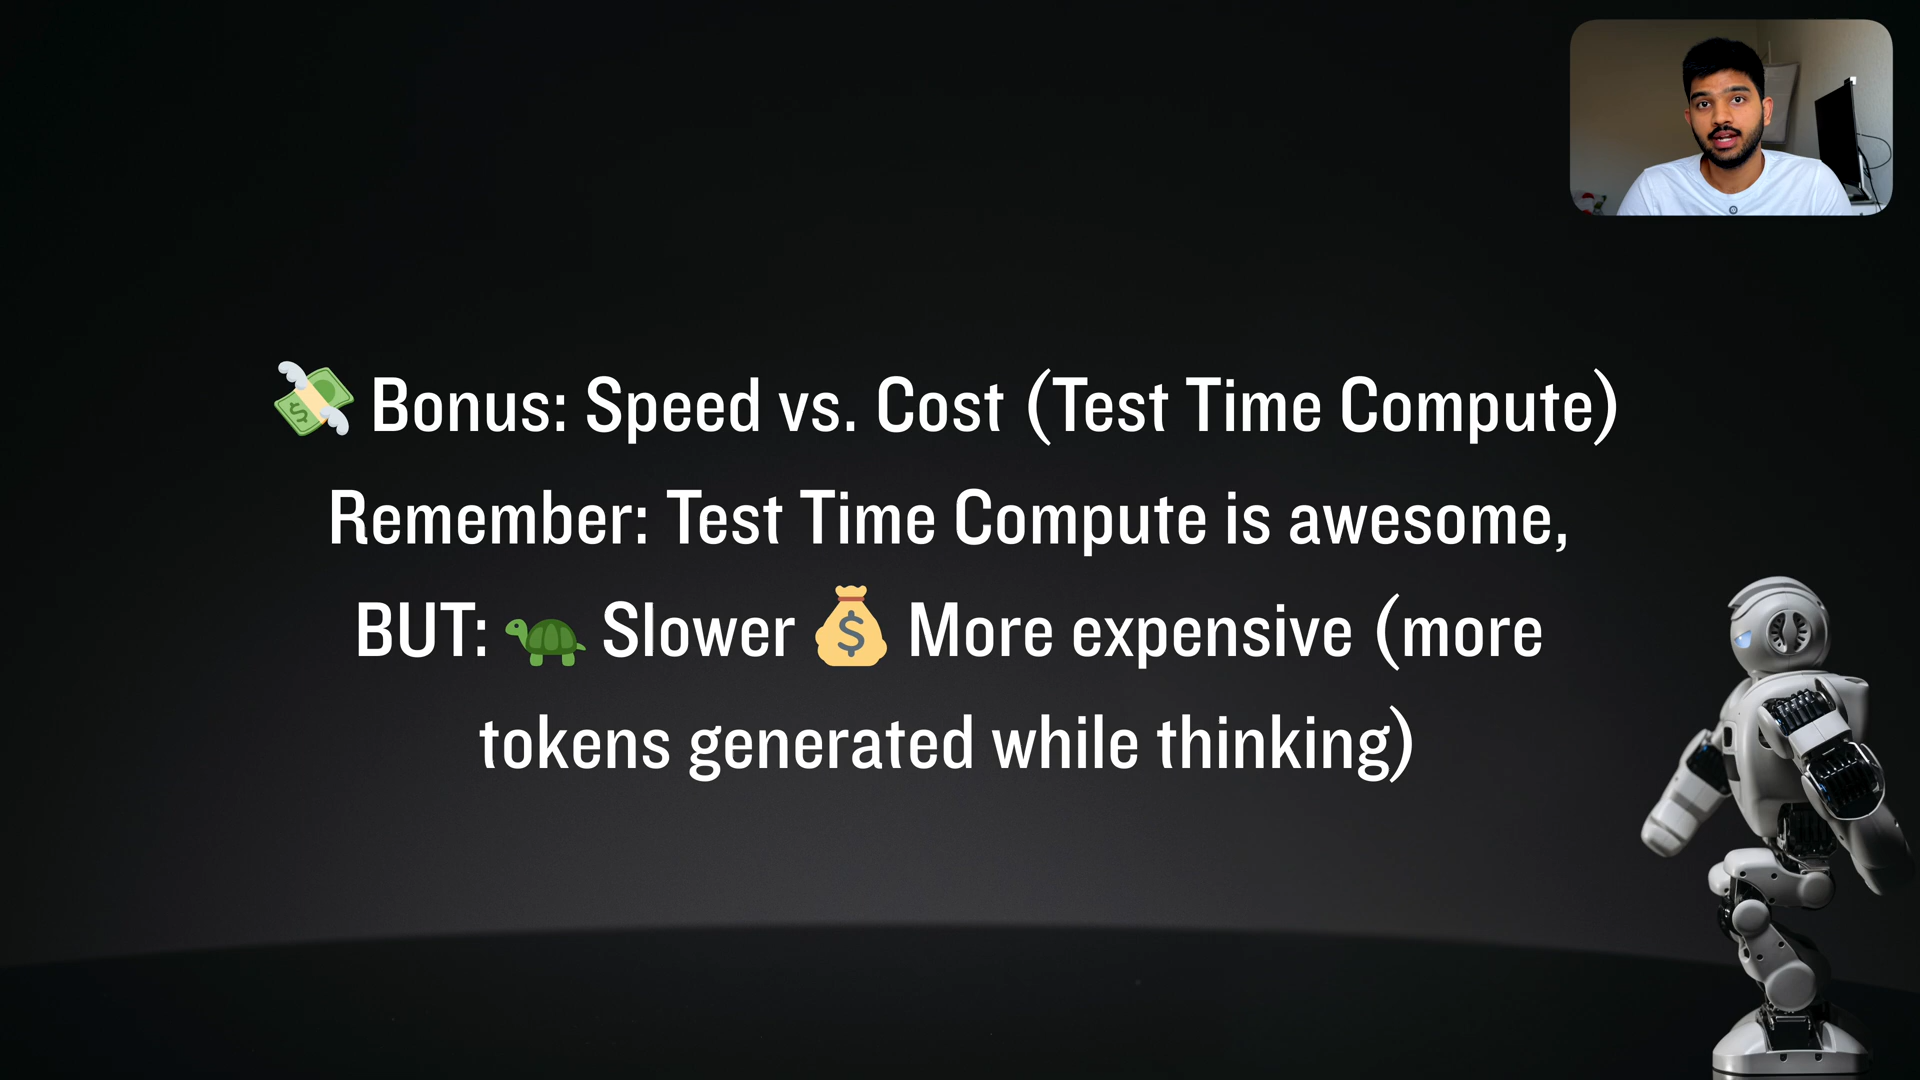 💸 Bonus: Speed vs. Cost (Test Time Compute)
Remember: Test Time Compute is awesome,
BUT: 🐢 Slower 💰 More expensive (more
tokens generated while thinking)